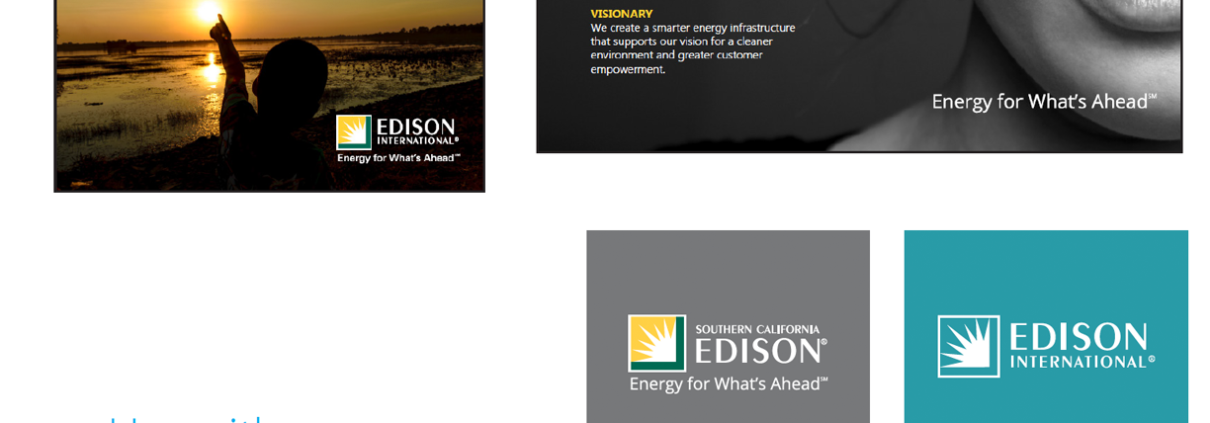 EDISON
INTERNATIONAL®
Energy for What's Ahead℠
VISIONARY
We create a smarter energy infrastructure
that supports our vision for a cleaner
environment and greater customer
empowerment.
Energy for What's Ahead℠
SOUTHERN CALIFORNIA
EDISON®
Energy for What's Ahead℠
EDISON
INTERNATIONAL®